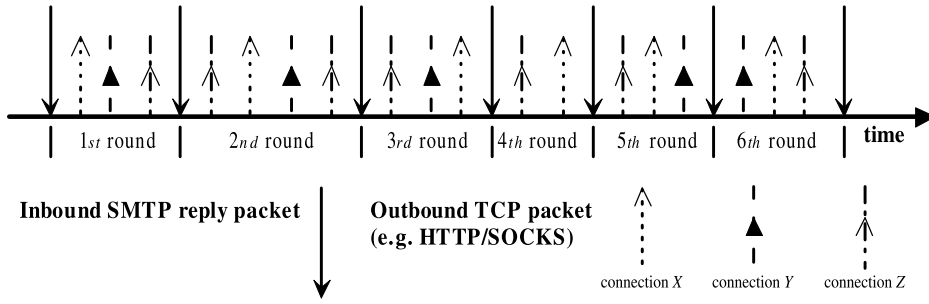 1st round 2nd round 3rd round 4th round 5th round 6th round time
Inbound SMTP reply packet
Outbound TCP packet
(e.g. HTTP/SOCKS)
connection X connection Y connection Z